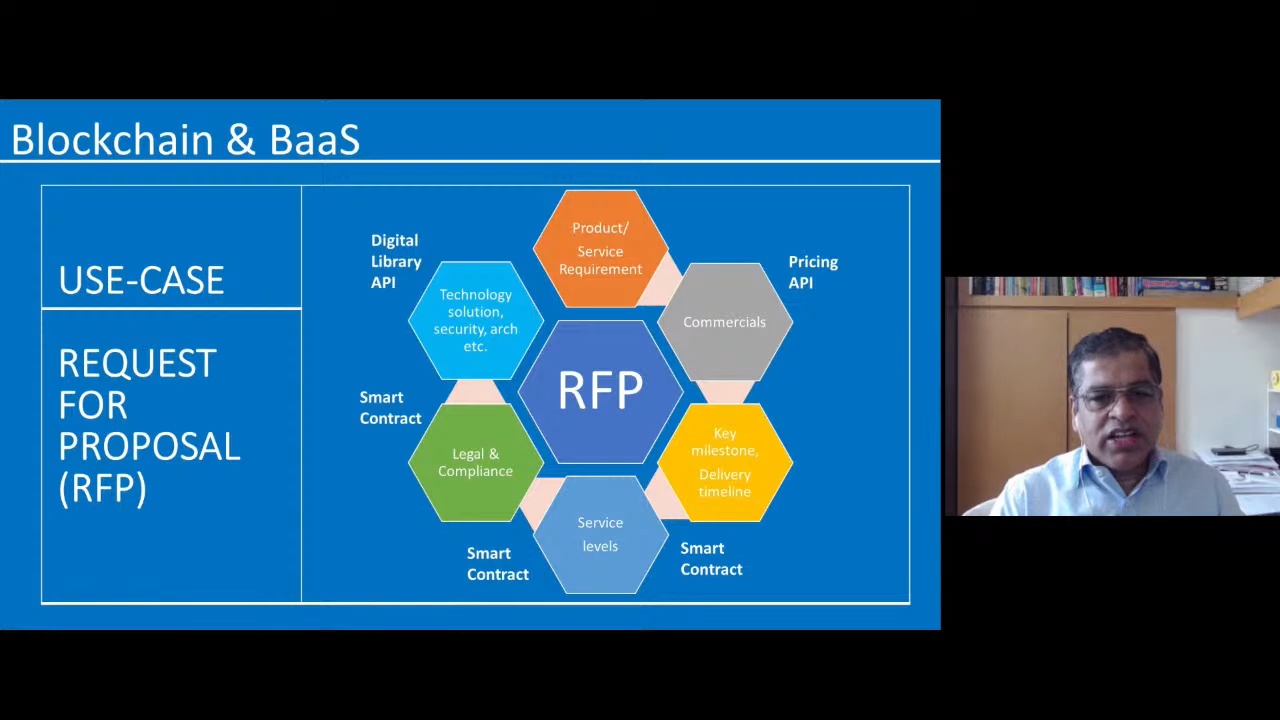 Blockchain & BaaS
USE-CASE
REQUEST
FOR
PROPOSAL
(RFP)
Digital
Library
API
Product/
Service
Requirement
Pricing
API
Technology
solution,
security, arch
etc.
Commercials
RFP
Smart
Contract
Legal &
Compliance
Key
milestone,
Delivery
timeline
Service
levels
Smart
Contract
Smart
Contract